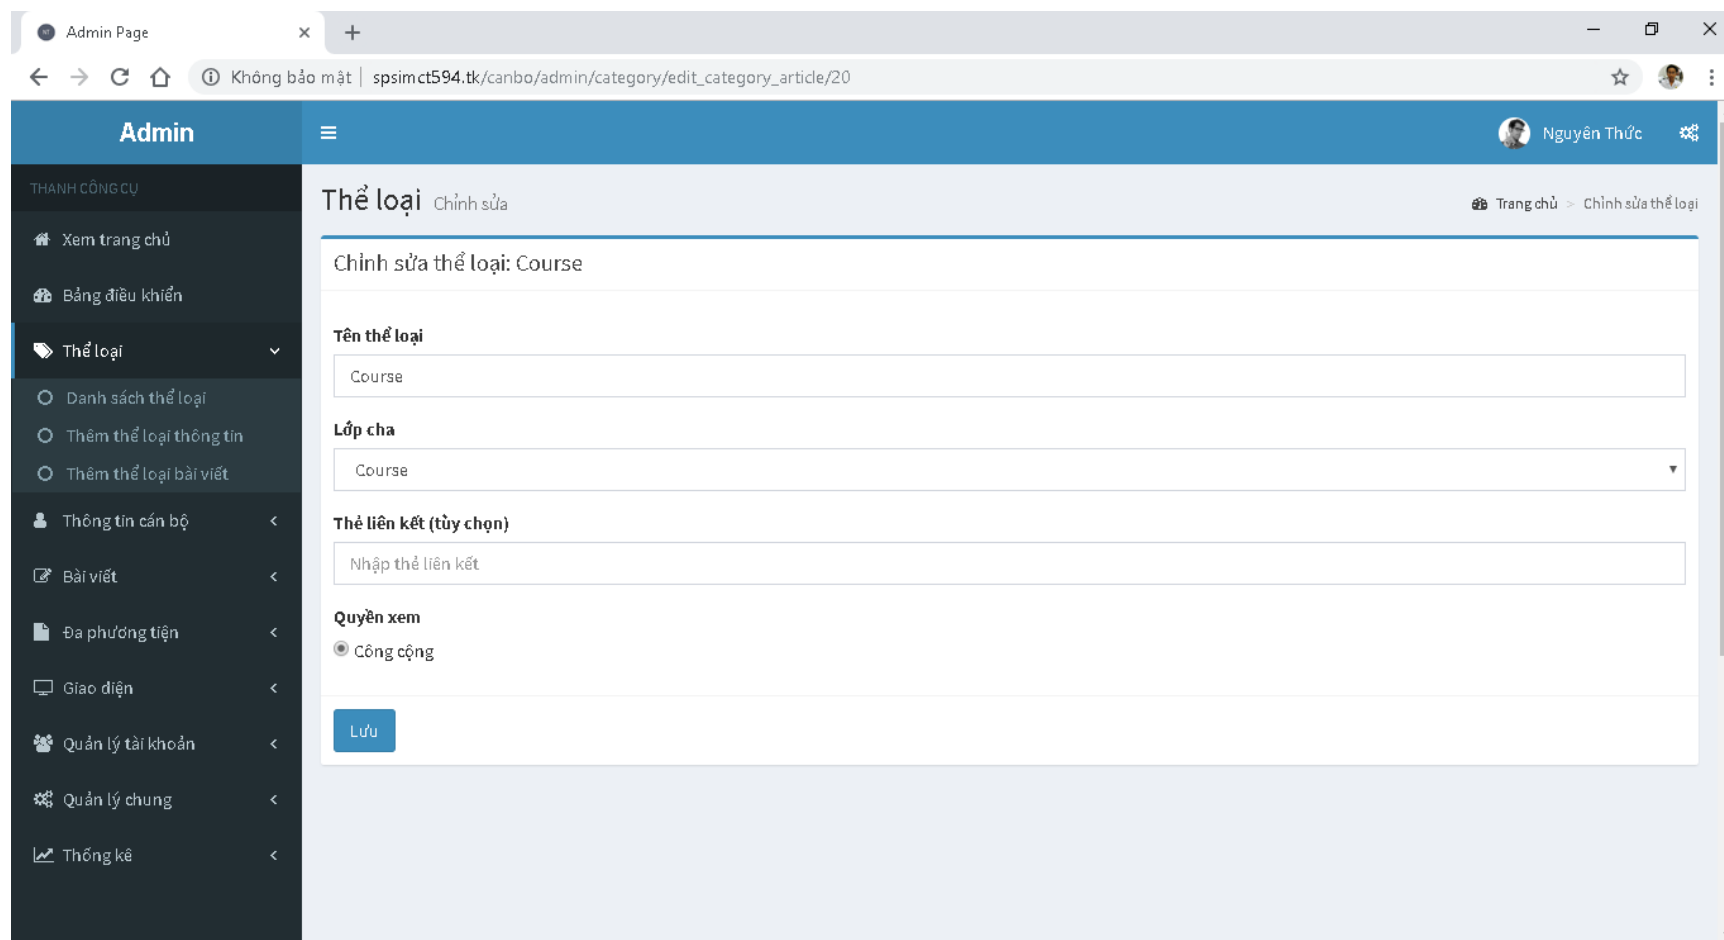 Admin Page
Không bảo mật | spsimct594.tk/canbo/admin/category/edit_category_article/20
Admin
Nguyên Thức
THANH CÔNG CỤ
Xem trang chủ
Bảng điều khiển
Thể loại
Danh sách thể loại
Thêm thể loại thông tin
Thêm thể loại bài viết
Thông tin cán bộ
Bài viết
Đa phương tiện
Giao diện
Quản lý tài khoản
Quản lý chung
Thống kê
Thể loại Chỉnh sửa
Trang chủ > Chỉnh sửa thể loại
Chỉnh sửa thể loại: Course
Tên thể loại
Course
Lớp cha
Course
Thẻ liên kết (tùy chọn)
Nhập thẻ liên kết
Quyền xem
Công cộng
Lưu